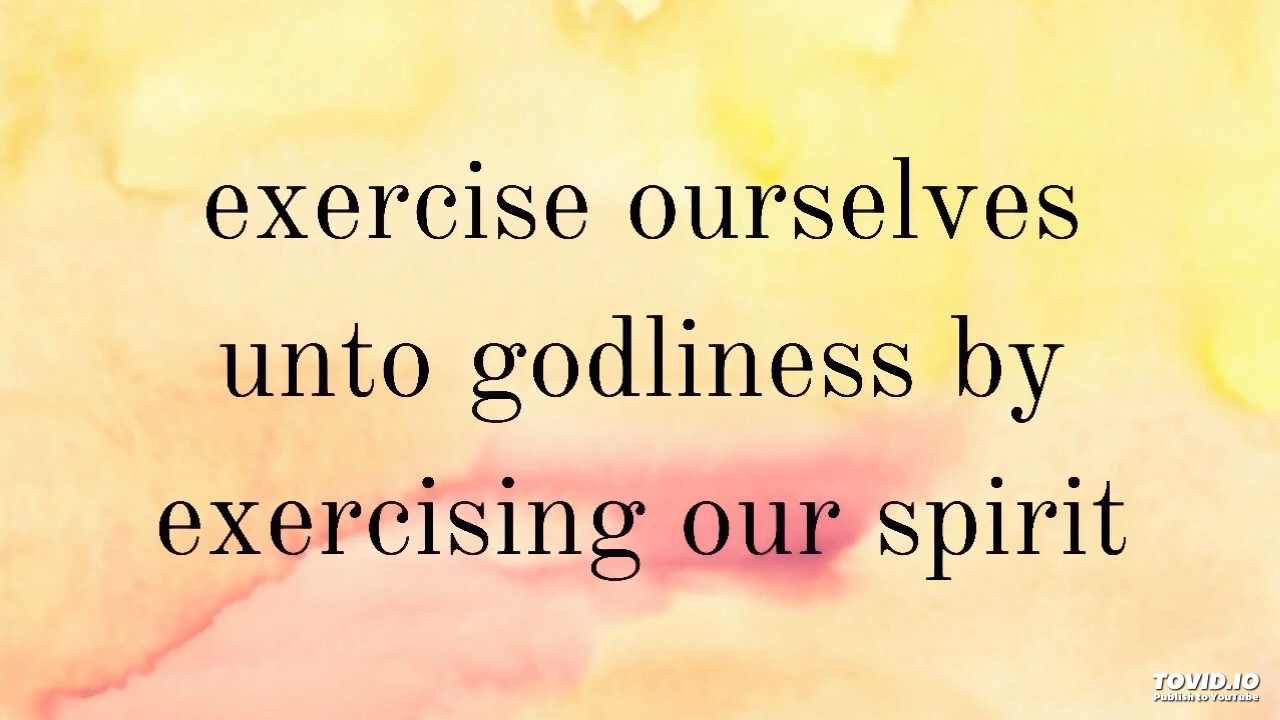 exercise ourselves
unto godliness by
exercising our spirit
TOVID.IO
Publish to YouTube